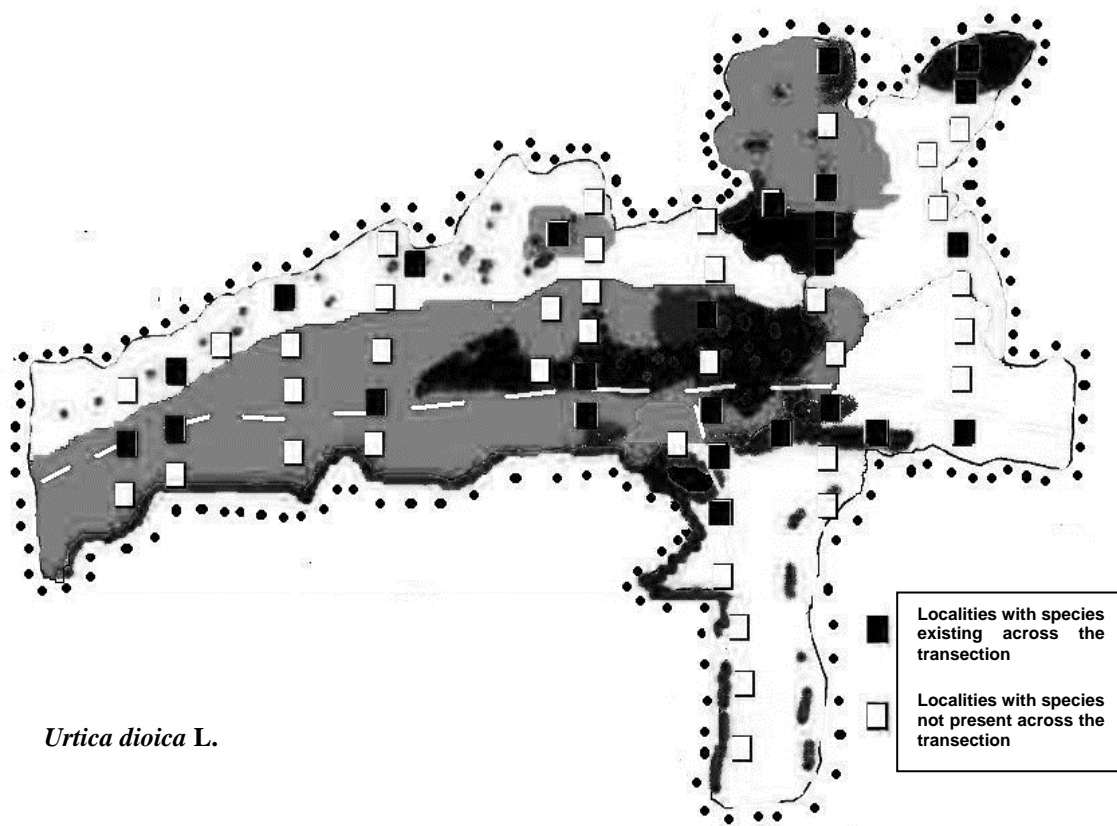 Localities with species
existing across the
transection
Localities with species
not present across the
transection
Urtica dioica L.